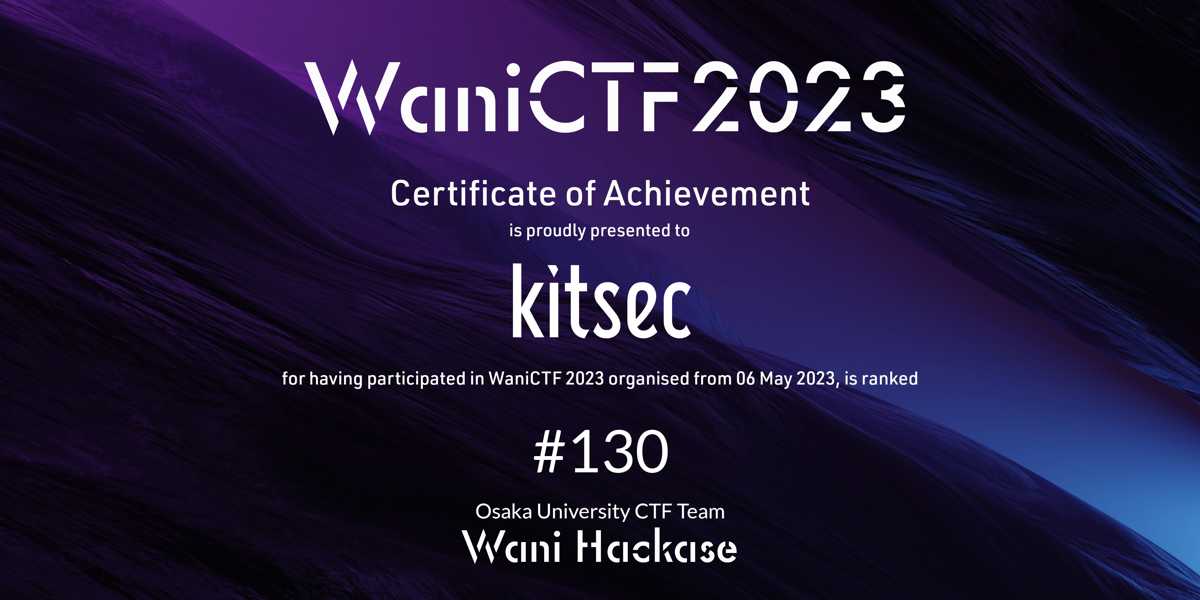 WaniCTF2023
Certificate of Achievement
is proudly presented to
kitsec
for having participated in WaniCTF 2023 organised from 06 May 2023, is ranked
#130
Osaka University CTF Team
Wani Hackase